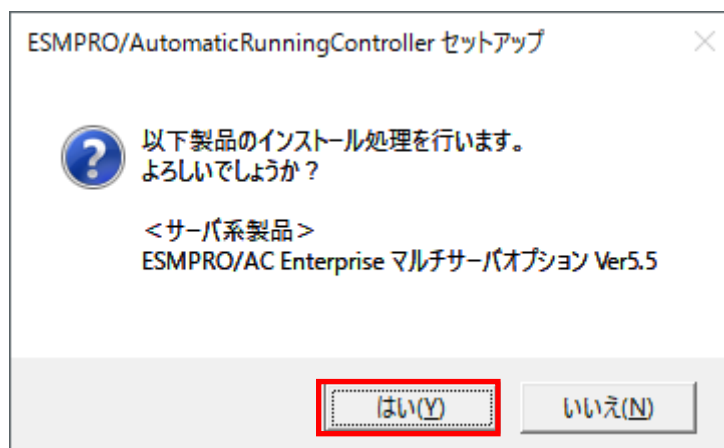 ESMPRO/AutomaticRunningController セットアップ
以下製品のインストール処理を行います。
よろしいでしょうか？
＜サーバ系製品＞
ESMPRO/AC Enterprise マルチサーバオプション Ver5.5
はい(Y)
いいえ(N)